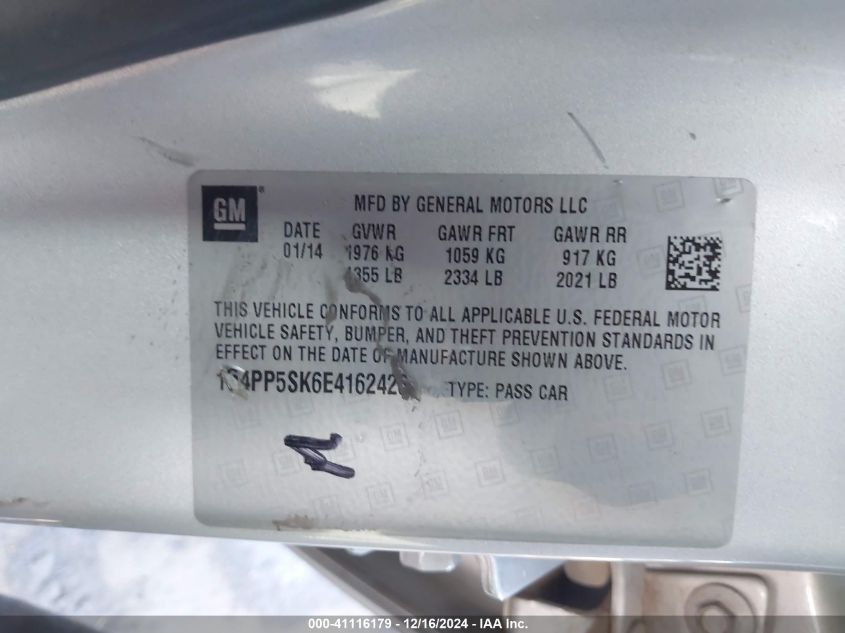 GM ®
MFD BY GENERAL MOTORS LLC
DATE GVWR GAWR FRT GAWR RR
01/14 1976 KG 1059 KG 917 KG
4355 LB 2334 LB 2021 LB
THIS VEHICLE CONFORMS TO ALL APPLICABLE U.S. FEDERAL MOTOR
VEHICLE SAFETY, BUMPER, AND THEFT PREVENTION STANDARDS IN
EFFECT ON THE DATE OF MANUFACTURE SHOWN ABOVE.
TYPE: PASS CAR
000-41116179 - 12/16/2024 - IAA Inc.